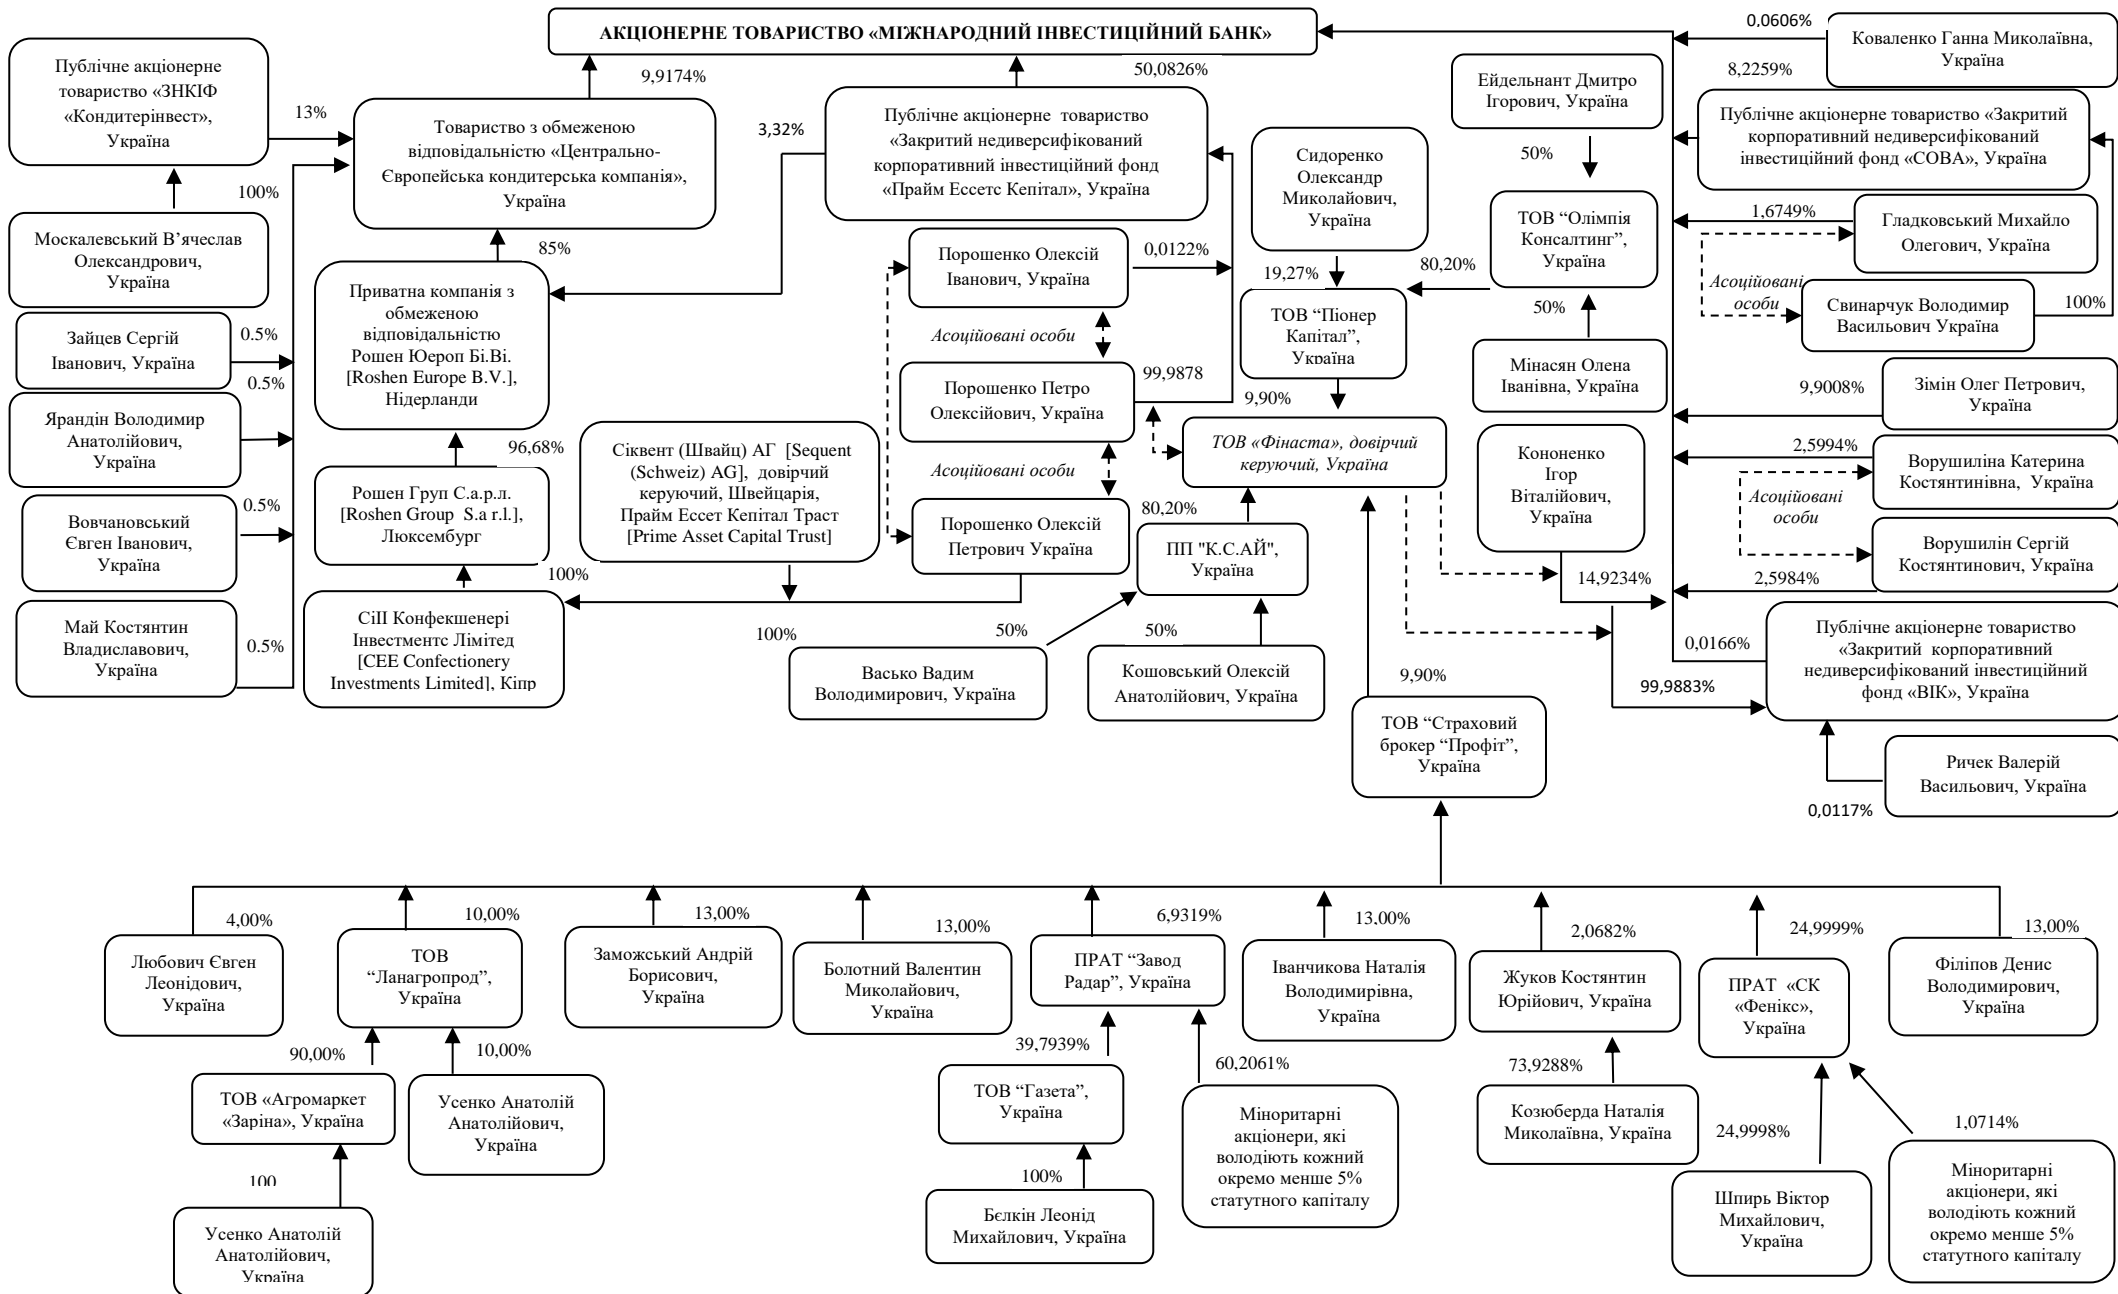 АКЦІОНЕРНЕ ТОВАРИСТВО «МІЖНАРОДНИЙ ІНВЕСТИЦІЙНИЙ БАНК»
Публічне акціонерне
товариство «ЗНКІФ
«Кондитерінвест»,
Україна
13%
100%
Москалевський В’ячеслав
Олександрович,
Україна
Зайцев Сергій
Іванович, Україна
0.5%
0.5%
Ярандін Володимир
Анатолійович,
Україна
0.5%
Вовчановський
Євген Іванович,
Україна
Май Костянтин
Владиславович,
Україна
0.5%
9,9174%
Товариство з обмеженою
відповідальністю «Центрально-
Європейська кондитерська компанія»,
Україна
85%
Приватна компанія з
обмеженою
відповідальністю
Рошен Юероп Бі.Ві.
[Roshen Europe B.V.],
Нідерланди
96,68%
Рошен Груп С.а.р.л.
[Roshen Group S.a r.l.],
Люксембург
100%
СіІІ Конфекшенері
Інвестментс Лімітед
[CEE Confectionery
Investments Limited], Кіпр
50,0826%
3,32%
Публічне акціонерне товариство
«Закритий недиверсифікований
корпоративний інвестиційний фонд
«Прайм Ессетс Кепітал», Україна
Порошенко Олексій
Іванович, Україна
0,0122%
Асоційовані особи
Порошенко Петро
Олексійович, Україна
99,9878
Асоційовані особи
Порошенко Олексій
Петрович Україна
Сіквент (Швайц) АГ [Sequent
(Schweiz) AG], довірчий
керуючий, Швейцарія,
Прайм Ессет Кепітал Траст
[Prime Asset Capital Trust]
100%
Сидоренко
Олександр
Миколайович,
Україна
19,27%
80,20%
ТОВ “Піонер
Капітал”,
Україна
9,90%
ТОВ «Фінаста», довірчий
керуючий, Україна
80,20%
ПП "К.С.АЙ",
Україна
50%
50%
Васько Вадим
Володимирович, Україна
Кошовський Олексій
Анатолійович, Україна
Ейдельнант Дмитро
Ігорович, Україна
50%
ТОВ “Олімпія
Консалтинг”,
Україна
50%
Мінасян Олена
Іванівна, Україна
Кононенко
Ігор
Віталійович,
Україна
14,9234%
0,0606%
Коваленко Ганна Миколаївна,
Україна
8,2259%
Публічне акціонерне товариство «Закритий
корпоративний недиверсифікований
інвестиційний фонд «СОВА», Україна
1,6749%
Гладковський Михайло
Олегович, Україна
Асоційовані
особи
Свинарчук Володимир
Васильович Україна
100%
9,9008%
Зімін Олег Петрович,
Україна
2,5994%
Ворушиліна Катерина
Костянтинівна, Україна
Асоційовані
особи
Ворушилін Сергій
Костянтинович, Україна
2,5984%
0,0166%
Публічне акціонерне товариство
«Закритий корпоративний
недиверсифікований інвестиційний
фонд «ВІК», Україна
99,9883%
Ричек Валерій
Васильович, Україна
0,0117%
9,90%
ТОВ “Страховий
брокер “Профіт”,
Україна
4,00%
Любович Євген
Леонідович,
Україна
10,00%
ТОВ
“Ланагропрод”,
Україна
13,00%
Заможський Андрій
Борисович,
Україна
13,00%
Болотний Валентин
Миколайович,
Україна
6,9319%
ПРАТ “Завод
Радар”, Україна
13,00%
Іванчикова Наталія
Володимирівна,
Україна
2,0682%
Жуков Костянтин
Юрійович, Україна
24,9999%
ПРАТ «СК
«Фенікс»,
Україна
13,00%
Філіпов Денис
Володимирович,
Україна
90,00%
10,00%
ТОВ «Агромаркет
«Заріна», Україна
Усенко Анатолій
Анатолійович,
Україна
100
Усенко Анатолій
Анатолійович,
Україна
39,7939%
60,2061%
ТОВ “Газета”,
Україна
100%
Бєлкін Леонід
Михайлович, Україна
Міноритарні
акціонери, які
володіють кожний
окремо менше 5%
статутного капіталу
73,9288%
Козюберда Наталія
Миколаївна, Україна
24,9998%
Шпирь Віктор
Михайлович,
Україна
1,0714%
Міноритарні
акціонери, які
володіють кожний
окремо менше 5%
статутного капіталу